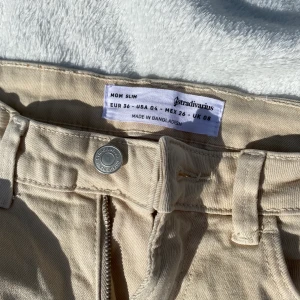 MOM SLIM
stradivarius
EUR 36 - USA 04 - MEX 26 - UK 08
MADE IN BANGLADESH